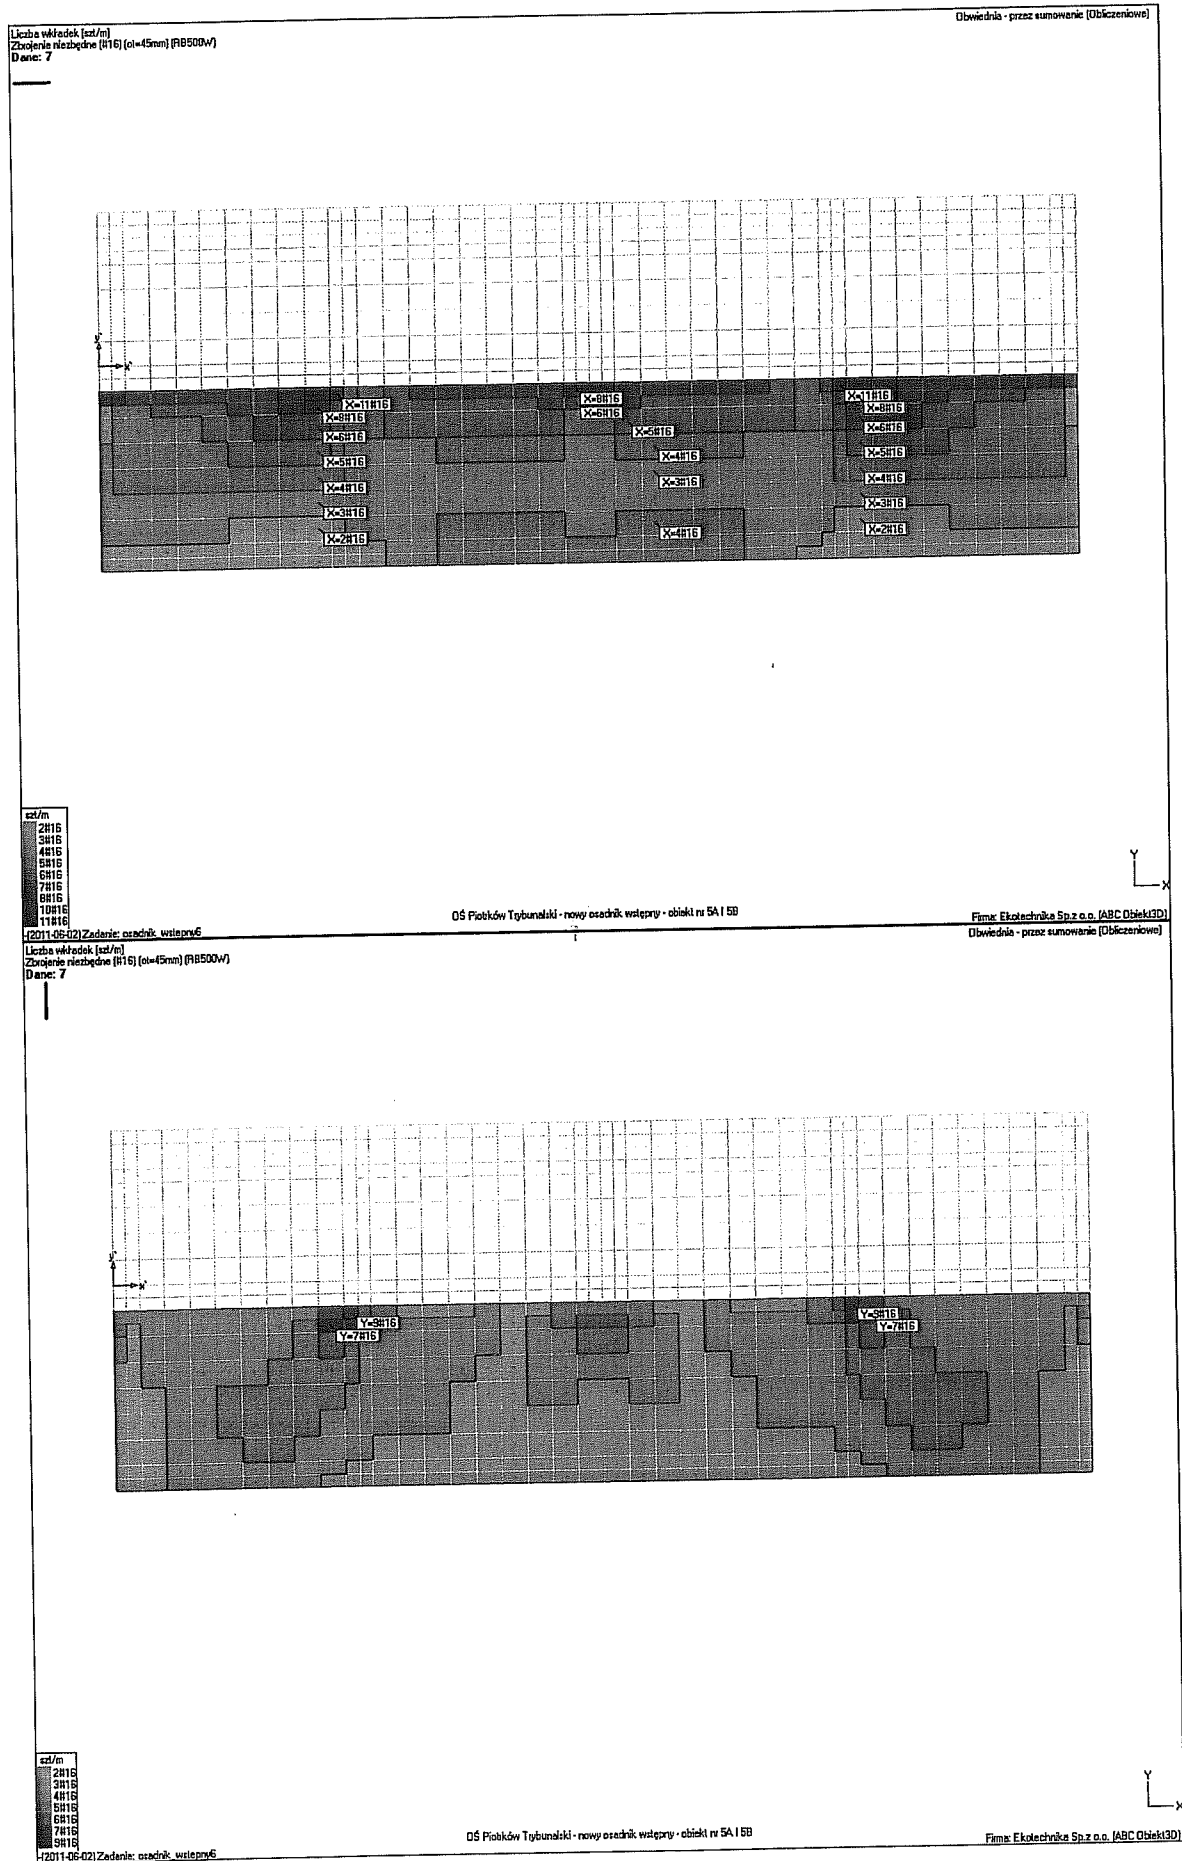 Liczba wkładek [szt/m]
Zbrojenie niezbędne (#16) (ot=45mm) (RB500W)
Dane: 7
Obwiednia - przez sumowanie [Obliczeniowe]
y'
x'
X=11#16
X=8#16
X=6#16
X=5#16
X=4#16
X=3#16
X=2#16
X=8#16
X=6#16
X=5#16
X=4#16
X=3#16
X=4#16
X=11#16
X=8#16
X=6#16
X=5#16
X=4#16
X=3#16
X=2#16
szt/m
2#16
3#16
4#16
5#16
6#16
7#16
8#16
10#16
11#16
Y
X
OŚ Piotrków Trybunalski - nowy osadnik wstępny - obiekt nr 5A I 5B
Firma: Ekotechnika Sp.z o.o. [ABC Obiekt3D]
(2011-06-02) Zadanie: osadnik_wstepny6
Liczba wkładek [szt/m]
Zbrojenie niezbędne (#16) (ot=45mm) (RB500W)
Dane: 7
Obwiednia - przez sumowanie [Obliczeniowe]
y'
x'
Y=9#16
Y=7#16
Y=9#16
Y=7#16
szt/m
2#16
3#16
4#16
5#16
6#16
7#16
9#16
Y
X
OŚ Piotrków Trybunalski - nowy osadnik wstępny - obiekt nr 5A I 5B
Firma: Ekotechnika Sp.z o.o. [ABC Obiekt3D]
(2011-06-02) Zadanie: osadnik_wstepny6